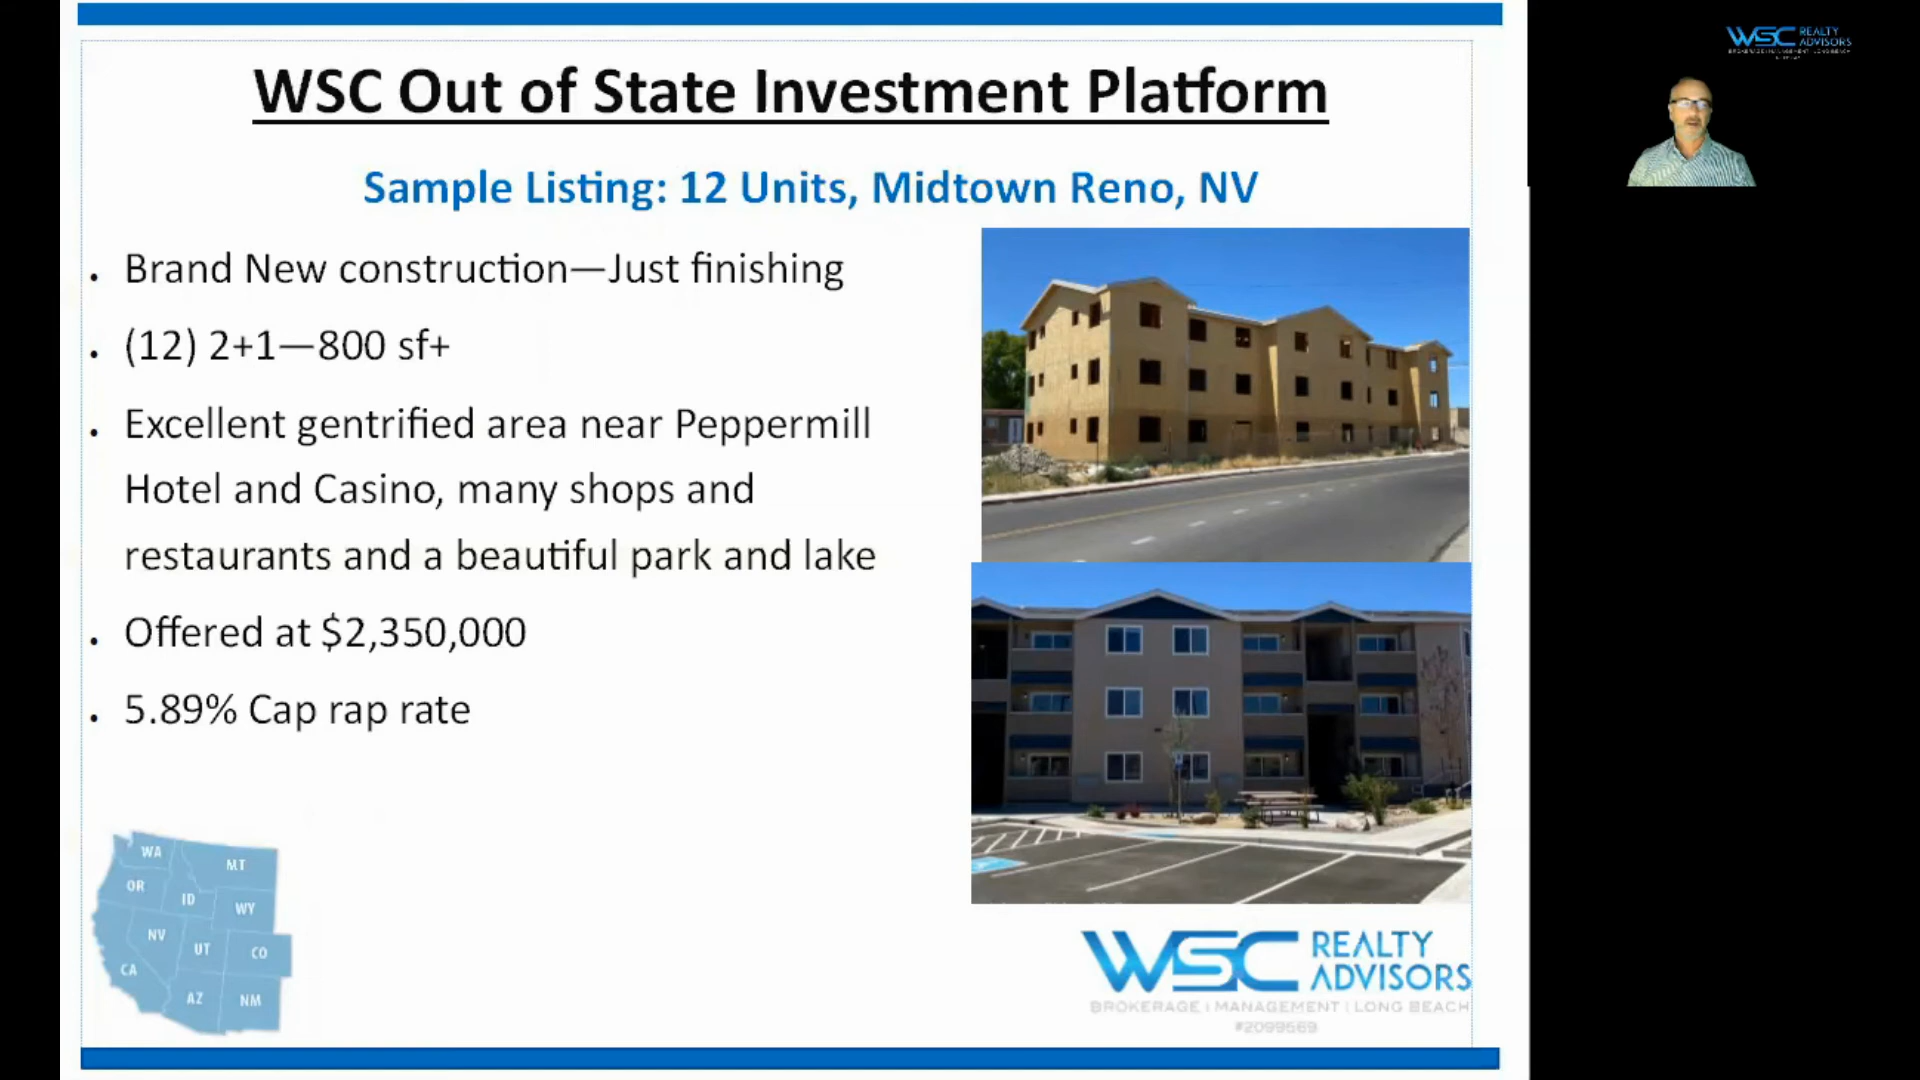 WSC Out of State Investment Platform
Sample Listing: 12 Units, Midtown Reno, NV
• Brand New construction—Just finishing
• (12) 2+1—800 sf+
• Excellent gentrified area near Peppermill
Hotel and Casino, many shops and
restaurants and a beautiful park and lake
• Offered at $2,350,000
• 5.89% Cap rap rate
WA
MT
OR
ID
WY
NV
UT
CO
CA
AZ
NM
WSC REALTY
ADVISORS
BROKERAGE | MANAGEMENT | LONG BEACH
#2099569
WSC REALTY
ADVISORS